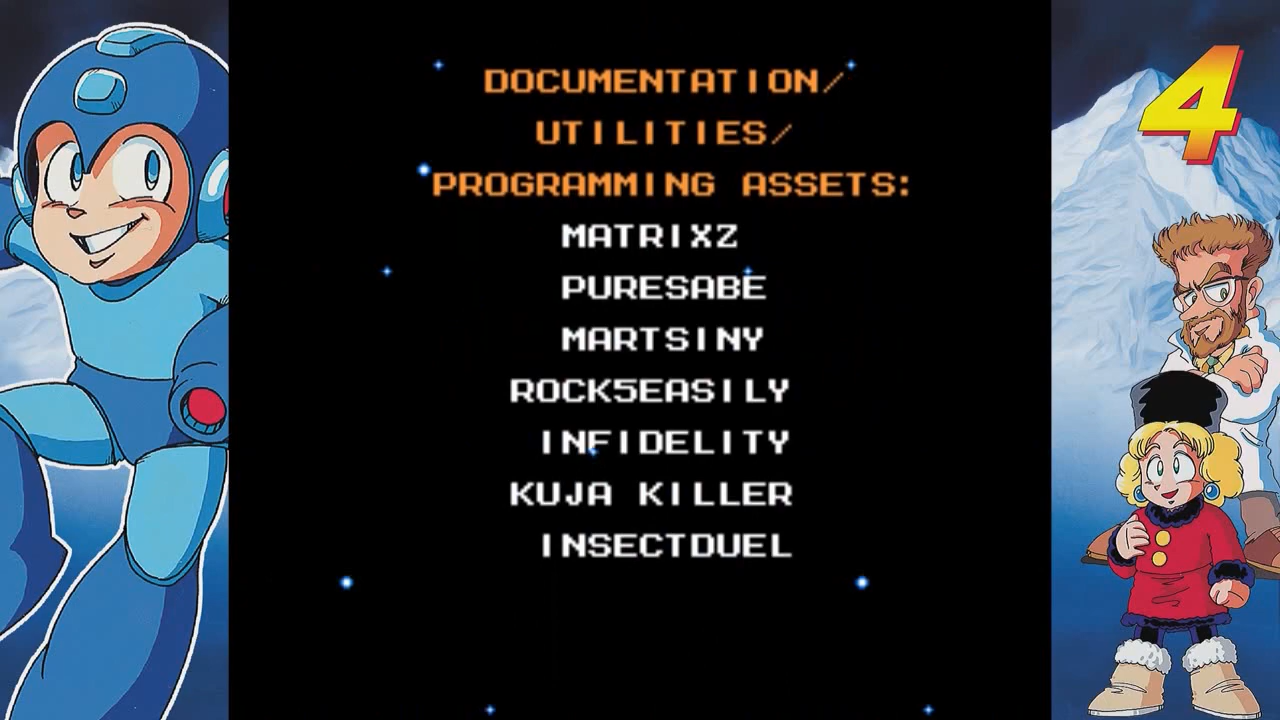 DOCUMENTATION/
UTILITIES/
PROGRAMMING ASSETS:
MATRIXZ
PURESABE
MARTSINY
ROCK5EASILY
INFIDELITY
KUJA KILLER
INSECTDUEL
4